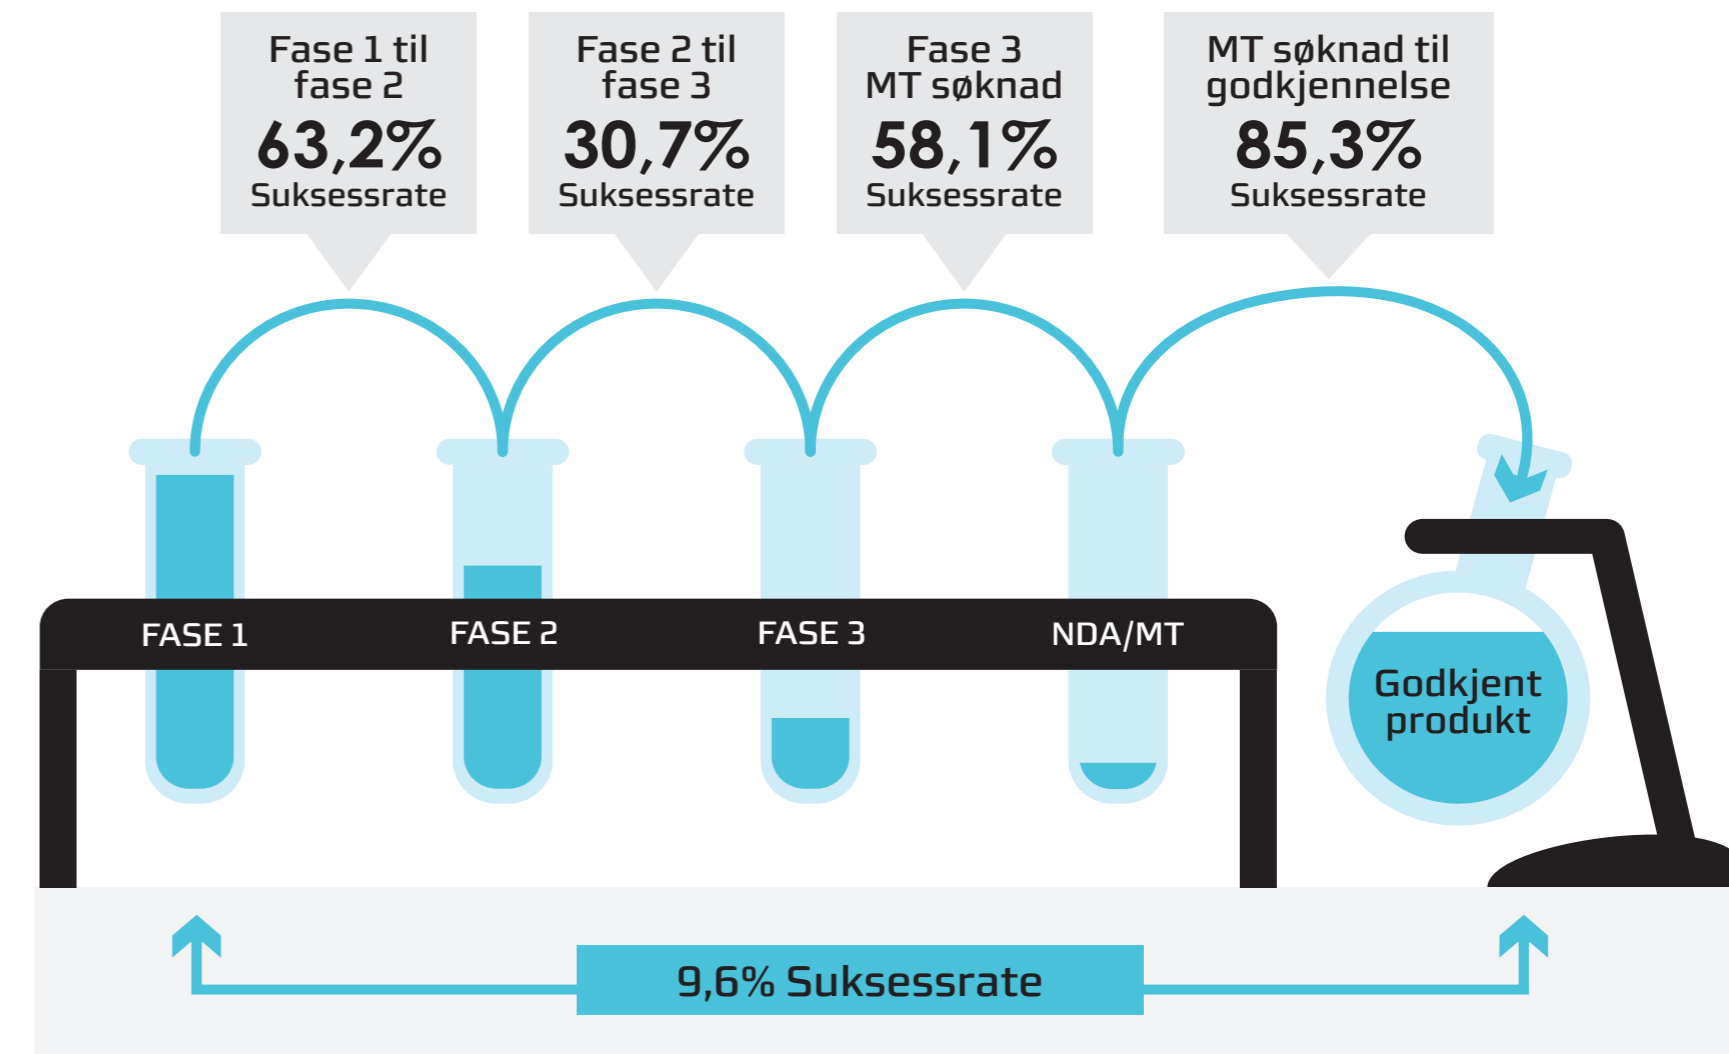 Fase 1 til
fase 2
63,2%
Suksessrate
Fase 2 til
fase 3
30,7%
Suksessrate
Fase 3
MT søknad
58,1%
Suksessrate
MT søknad til
godkjennelse
85,3%
Suksessrate
FASE 1
FASE 2
FASE 3
NDA/MT
Godkjent
produkt
9,6% Suksessrate